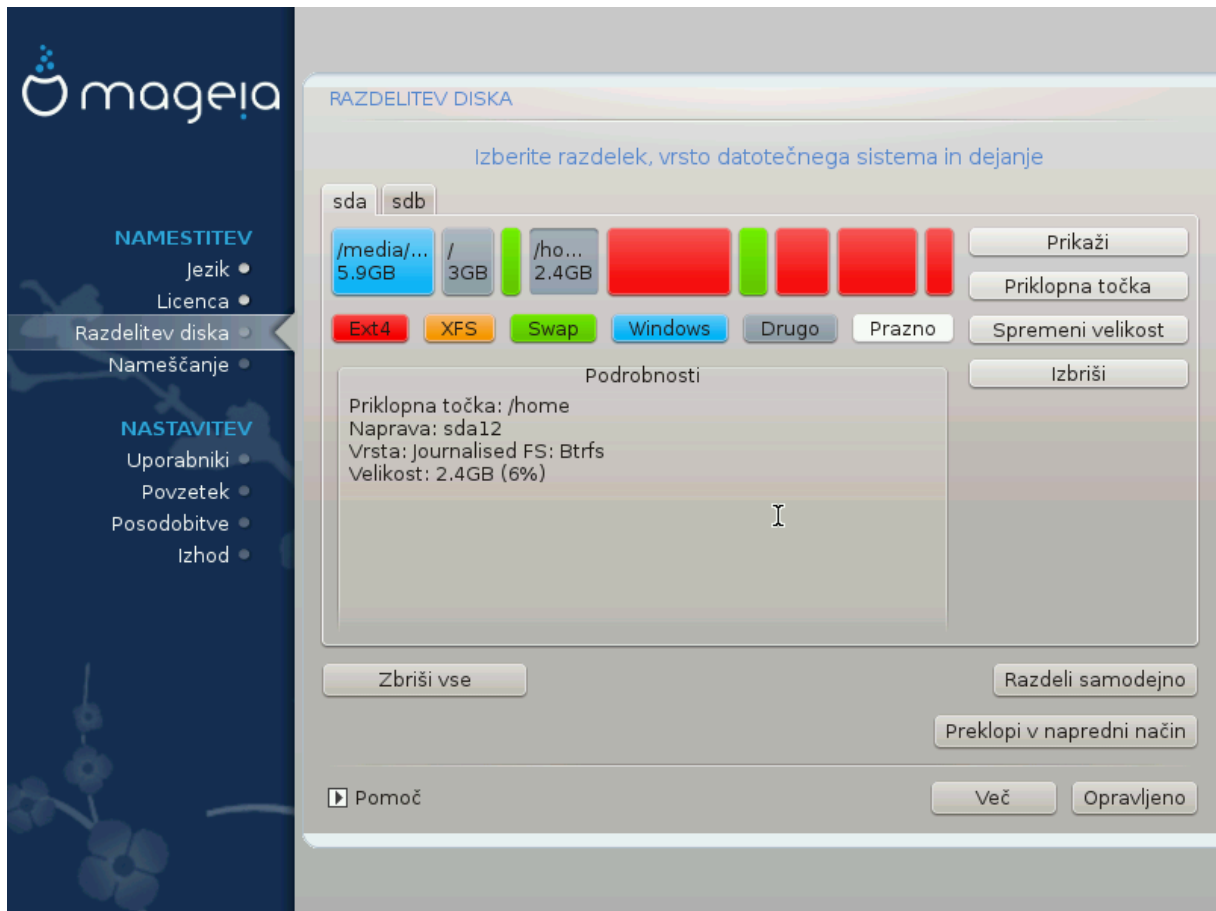 mageia
NAMESTITEV
Jezik
Licenca
Razdelitev diska
Nameščanje
NASTAVITEV
Uporabniki
Povzetek
Posodobitve
Izhod
RAZDELITEV DISKA
Izberite razdelek, vrsto datotečnega sistema in dejanje
sda sdb
/media/... / /ho...
5.9GB 3GB 2.4GB
Ext4 XFS Swap Windows Drugo Prazno
Prikaži
Priklopna točka
Spremeni velikost
Izbriši
Podrobnosti
Priklopna točka: /home
Naprava: sda12
Vrsta: Journalised FS: Btrfs
Velikost: 2.4GB (6%)
Zbriši vse Razdeli samodejno
Preklopi v napredni način
Pomoč Več Opravljeno